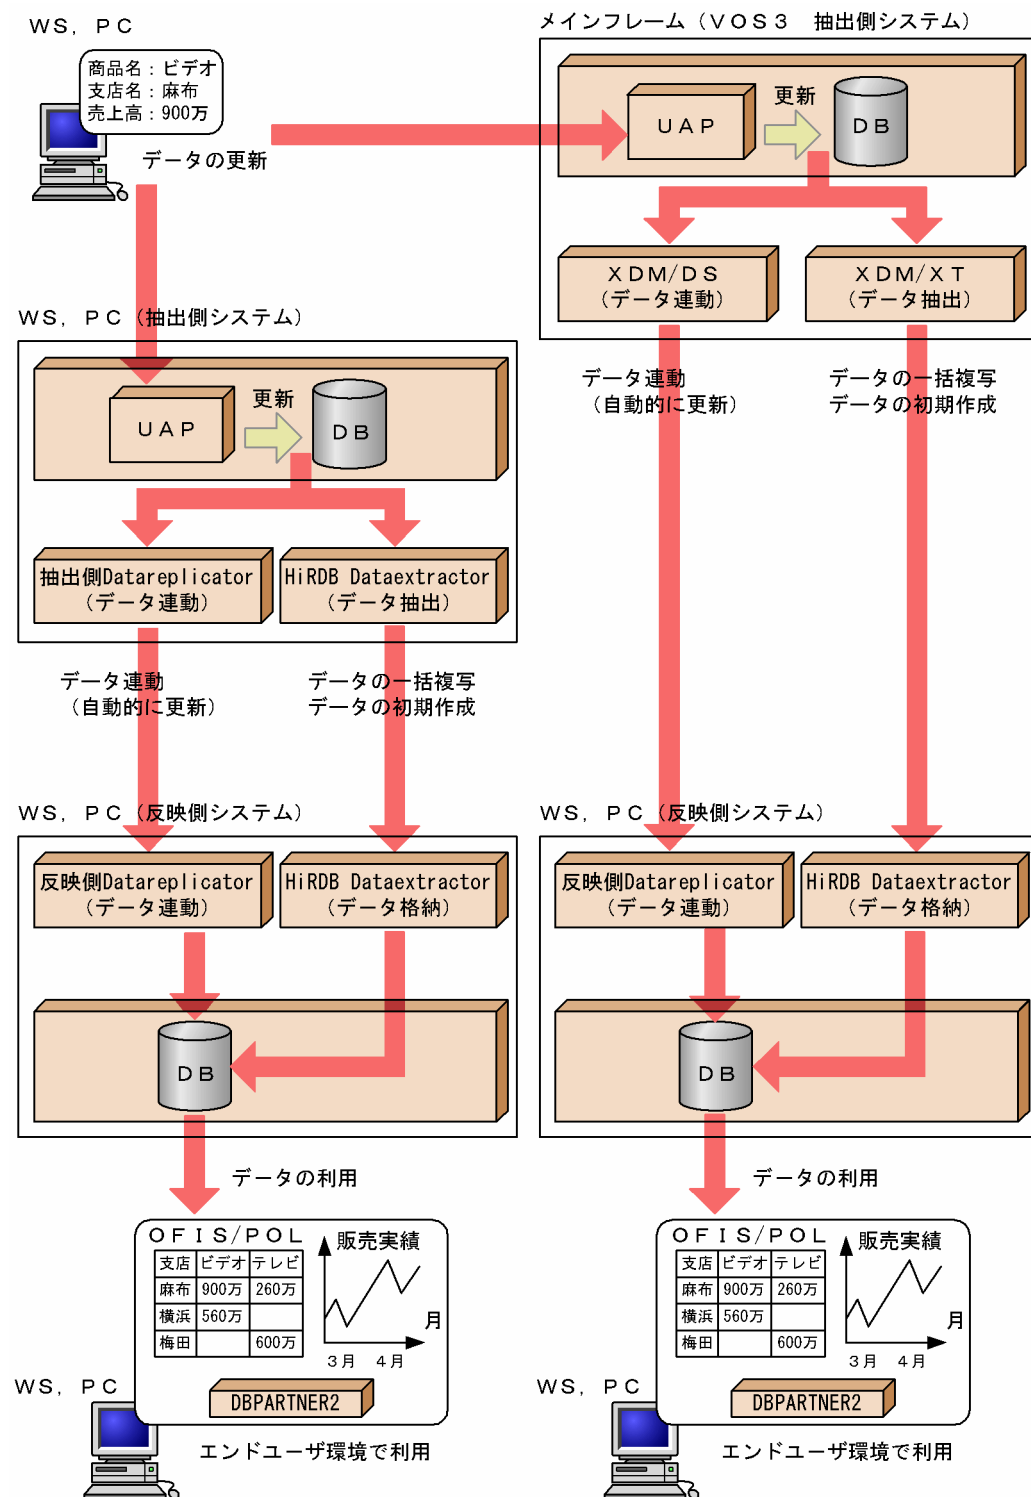 WS, PC
商品名：ビデオ
支店名：麻布
売上高：900万
データの更新
メインフレーム（VOS3　抽出側システム）
UAP
更新
DB
XDM/DS
（データ連動）
XDM/XT
（データ抽出）
データ連動
（自動的に更新）
データの一括複写
データの初期作成
WS, PC（抽出側システム）
UAP
更新
DB
抽出側Datareplicator
（データ連動）
HiRDB Dataextractor
（データ抽出）
データ連動
（自動的に更新）
データの一括複写
データの初期作成
WS, PC（反映側システム）
反映側Datareplicator
（データ連動）
HiRDB Dataextractor
（データ格納）
DB
データの利用
OFIS/POL
支店 ビデオ テレビ
麻布 900万 260万
横浜 560万
梅田 600万
販売実績
月
3月 4月
DBPARTNER2
WS, PC
エンドユーザ環境で利用
WS, PC（反映側システム）
反映側Datareplicator
（データ連動）
HiRDB Dataextractor
（データ格納）
DB
データの利用
OFIS/POL
支店 ビデオ テレビ
麻布 900万 260万
横浜 560万
梅田 600万
販売実績
月
3月 4月
DBPARTNER2
WS, PC
エンドユーザ環境で利用